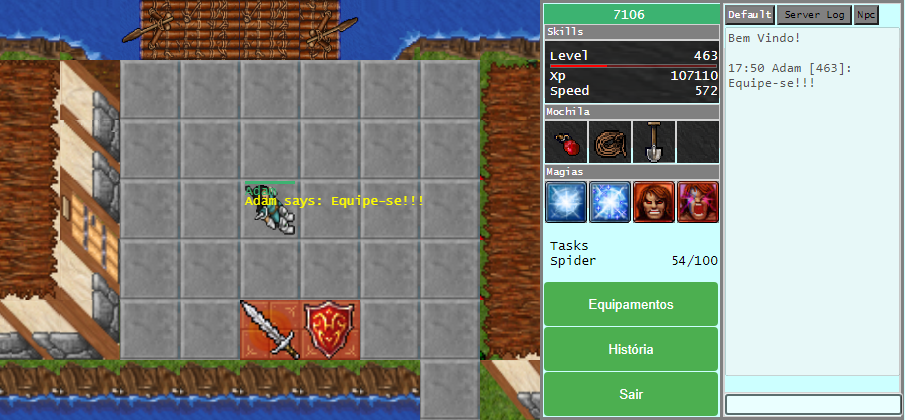 Adam
Adam says: Equipe-se!!!
7106
Skills
Level 463
Xp 107110
Speed 572
Mochila
Magias
Tasks
Spider 54/100
Equipamentos
História
Sair
Default Server Log Npc
Bem Vindo!
17:50 Adam [463]:
Equipe-se!!!